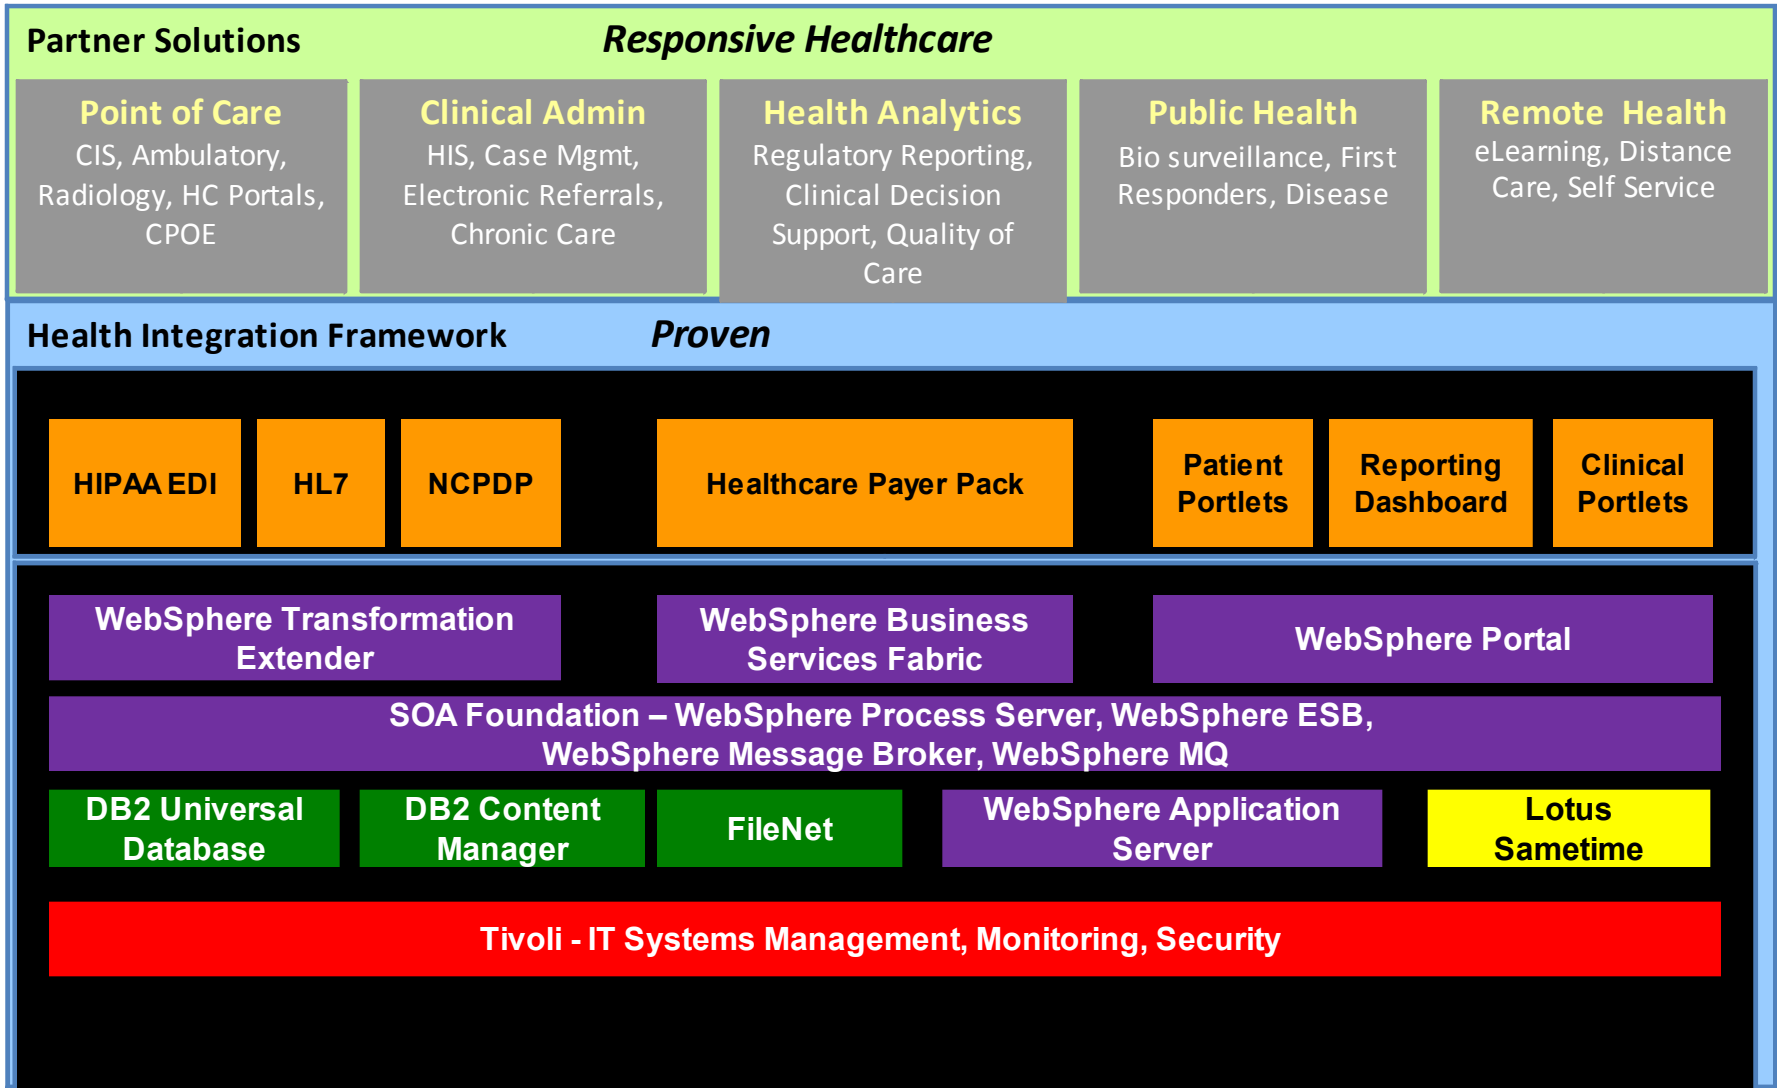 Partner Solutions
Responsive Healthcare
Point of Care
CIS, Ambulatory,
Radiology, HC Portals,
CPOE
Clinical Admin
HIS, Case Mgmt,
Electronic Referrals,
Chronic Care
Health Analytics
Regulatory Reporting,
Clinical Decision
Support, Quality of
Care
Public Health
Bio surveillance, First
Responders, Disease
Remote Health
eLearning, Distance
Care, Self Service
Health Integration Framework
Proven
HIPAA EDI
HL7
NCPDP
Healthcare Payer Pack
Patient
Portlets
Reporting
Dashboard
Clinical
Portlets
WebSphere Transformation
Extender
WebSphere Business
Services Fabric
WebSphere Portal
SOA Foundation – WebSphere Process Server, WebSphere ESB,
WebSphere Message Broker, WebSphere MQ
DB2 Universal
Database
DB2 Content
Manager
FileNet
WebSphere Application
Server
Lotus
Sametime
Tivoli - IT Systems Management, Monitoring, Security